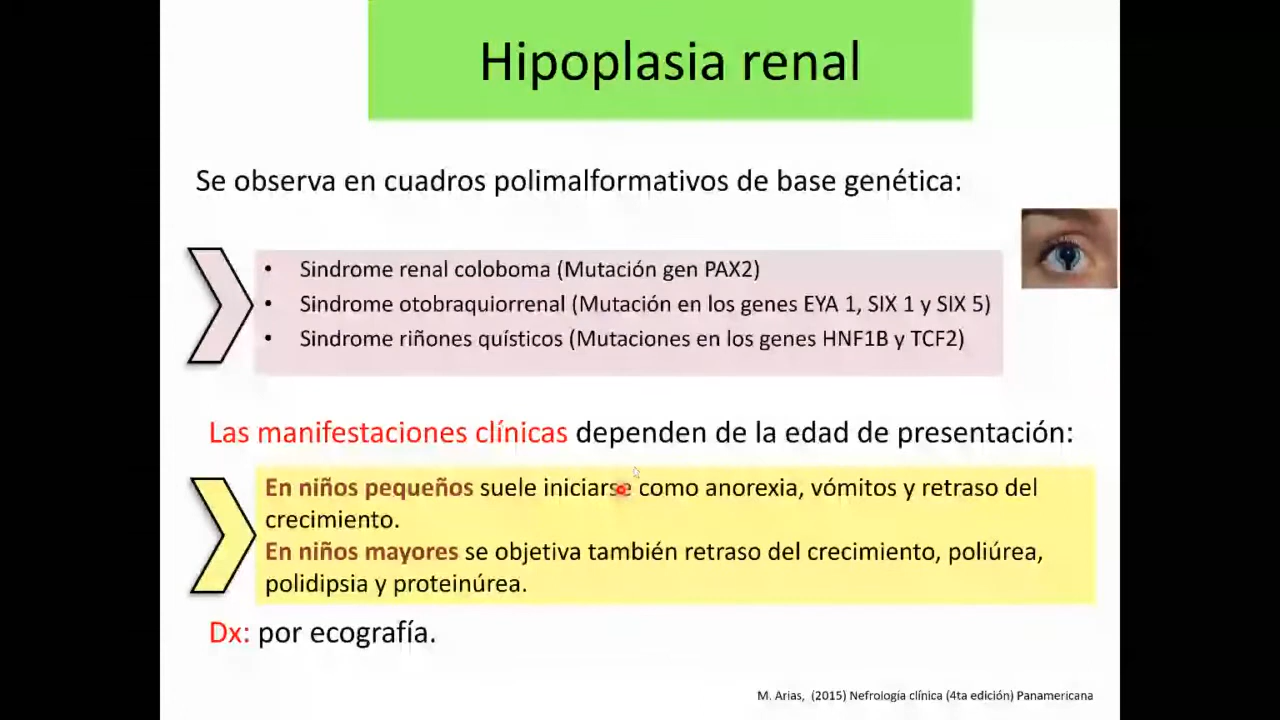 Hipoplasia renal
Se observa en cuadros polimalformativos de base genética:
• Sindrome renal coloboma (Mutación gen PAX2)
• Sindrome otobraquiorrenal (Mutación en los genes EYA 1, SIX 1 y SIX 5)
• Sindrome riñones quísticos (Mutaciones en los genes HNF1B y TCF2)
Las manifestaciones clínicas dependen de la edad de presentación:
En niños pequeños suele iniciarse como anorexia, vómitos y retraso del
crecimiento.
En niños mayores se objetiva también retraso del crecimiento, poliúrea,
polidipsia y proteinúrea.
Dx: por ecografía.
M. Arias, (2015) Nefrología clínica (4ta edición) Panamericana